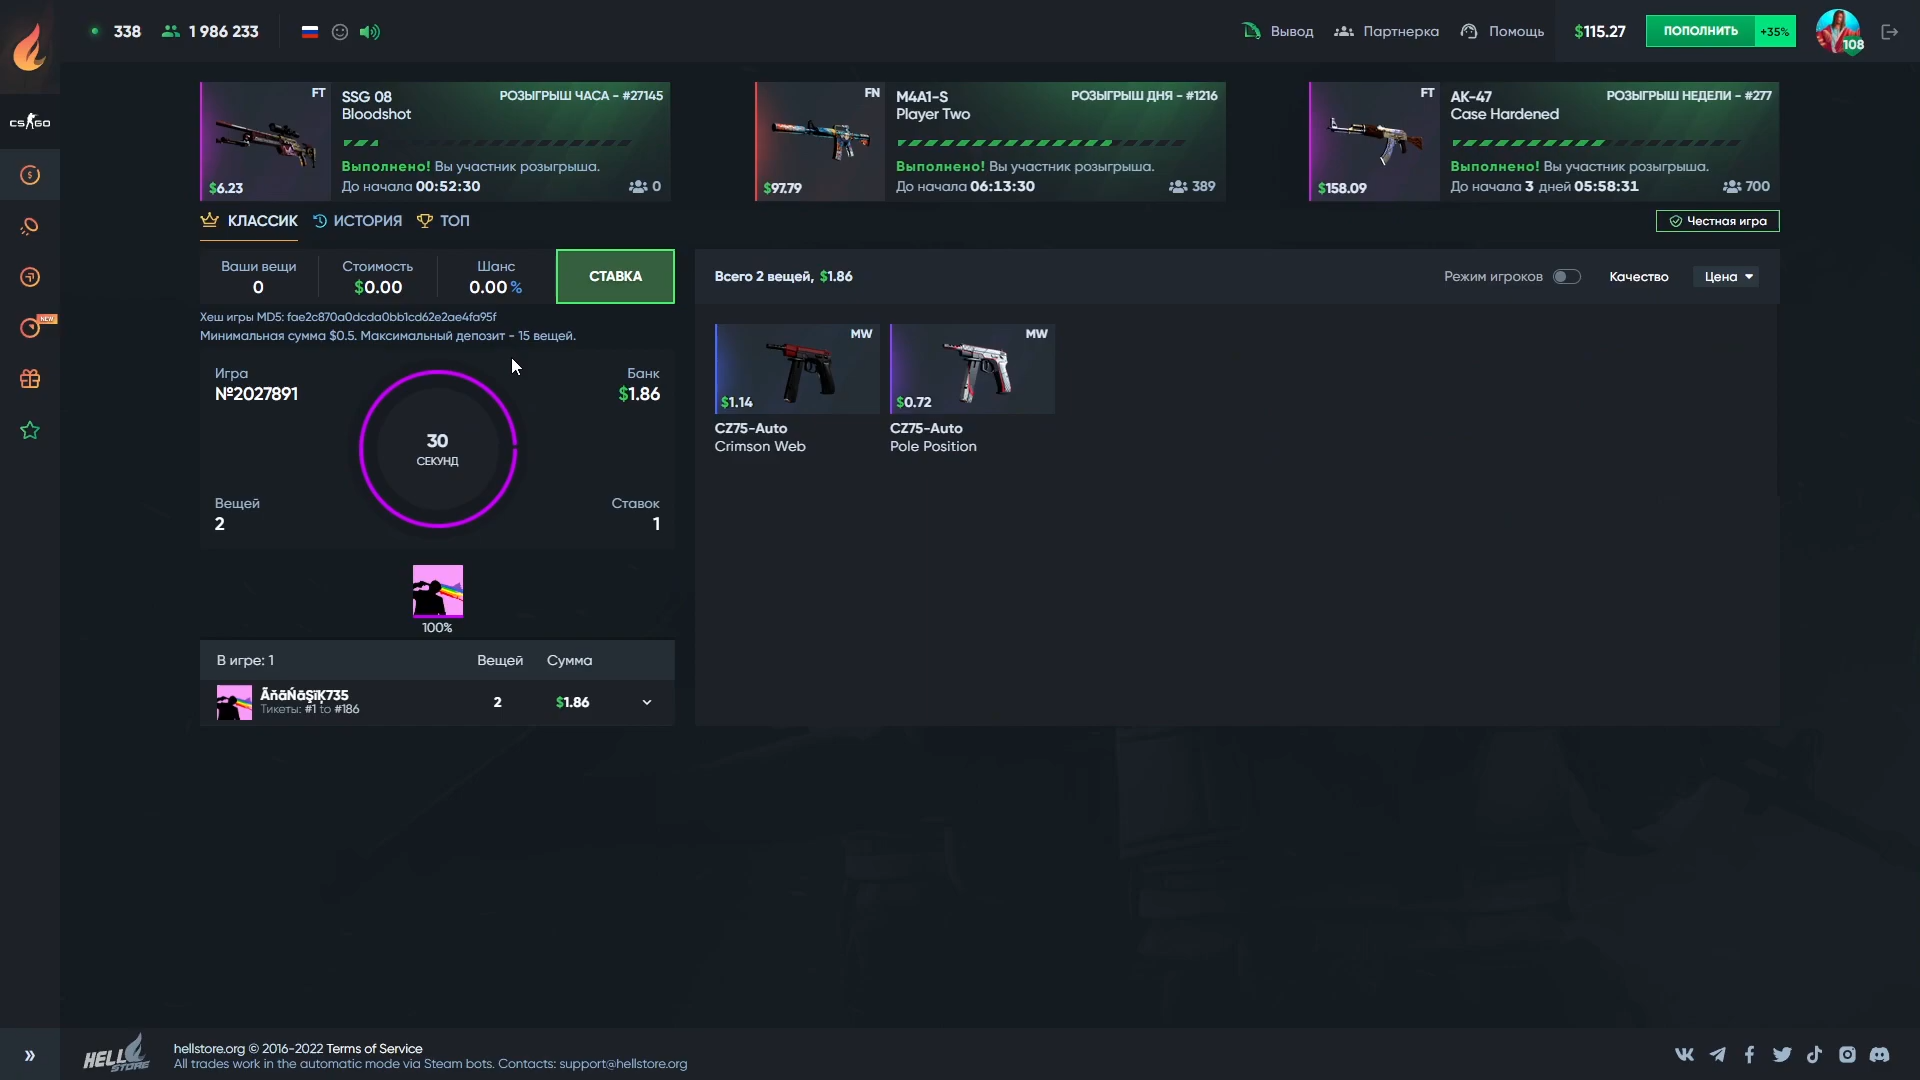 338
1 986 233
Вывод
Партнерка
Помощь
$115.27
ПОПОЛНИТЬ
+35%
108
CS GO
NEW
FT
SSG 08
РОЗЫГРЫШ ЧАСА - #27145
Bloodshot
Выполнено! Вы участник розыгрыша.
$6.23
До начала 00:52:30
0
FN
M4A1-S
РОЗЫГРЫШ ДНЯ - #1216
Player Two
Выполнено! Вы участник розыгрыша.
$97.79
До начала 06:13:30
389
FT
AK-47
РОЗЫГРЫШ НЕДЕЛИ - #277
Case Hardened
Выполнено! Вы участник розыгрыша.
$158.09
До начала 3 дней 05:58:31
700
КЛАССИК
ИСТОРИЯ
ТОП
Честная игра
Ваши вещи
0
Стоимость
$0.00
Шанс
0.00 %
СТАВКА
Хеш игры MD5: fae2c870a0dcda0bb1cd62e2ae4fa95f
Минимальная сумма $0.5. Максимальный депозит - 15 вещей.
Игра
№2027891
Банк
$1.86
30
СЕКУНД
Вещей
2
Ставок
1
100%
В игре: 1
Вещей
Сумма
ĀňāŃāŞīĶ735
Тикеты: #1 to #186
2
$1.86
Всего 2 вещей, $1.86
Режим игроков
Качество
Цена
MW
$1.14
CZ75-Auto
Crimson Web
MW
$0.72
CZ75-Auto
Pole Position
HELL STORE
hellstore.org © 2016-2022 Terms of Service
All trades work in the automatic mode via Steam bots. Contacts: support@hellstore.org